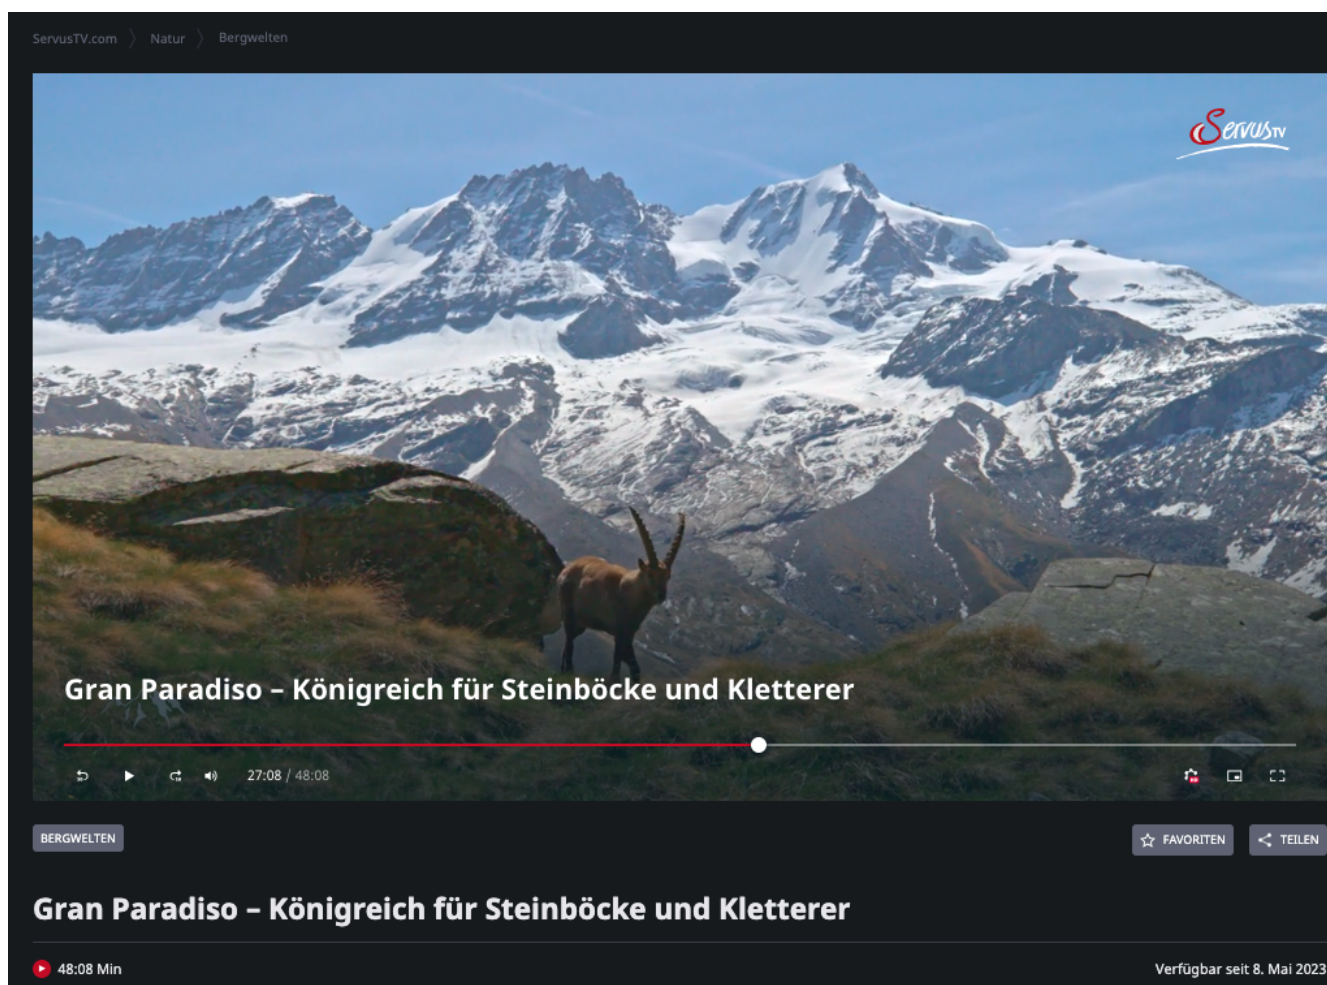 ServusTV.com
Natur
Bergwelten
ServusTV
Gran Paradiso – Königreich für Steinböcke und Kletterer
27:08 / 48:08
BERGWELTEN
FAVORITEN
TEILEN
Gran Paradiso – Königreich für Steinböcke und Kletterer
48:08 Min
Verfügbar seit 8. Mai 2023